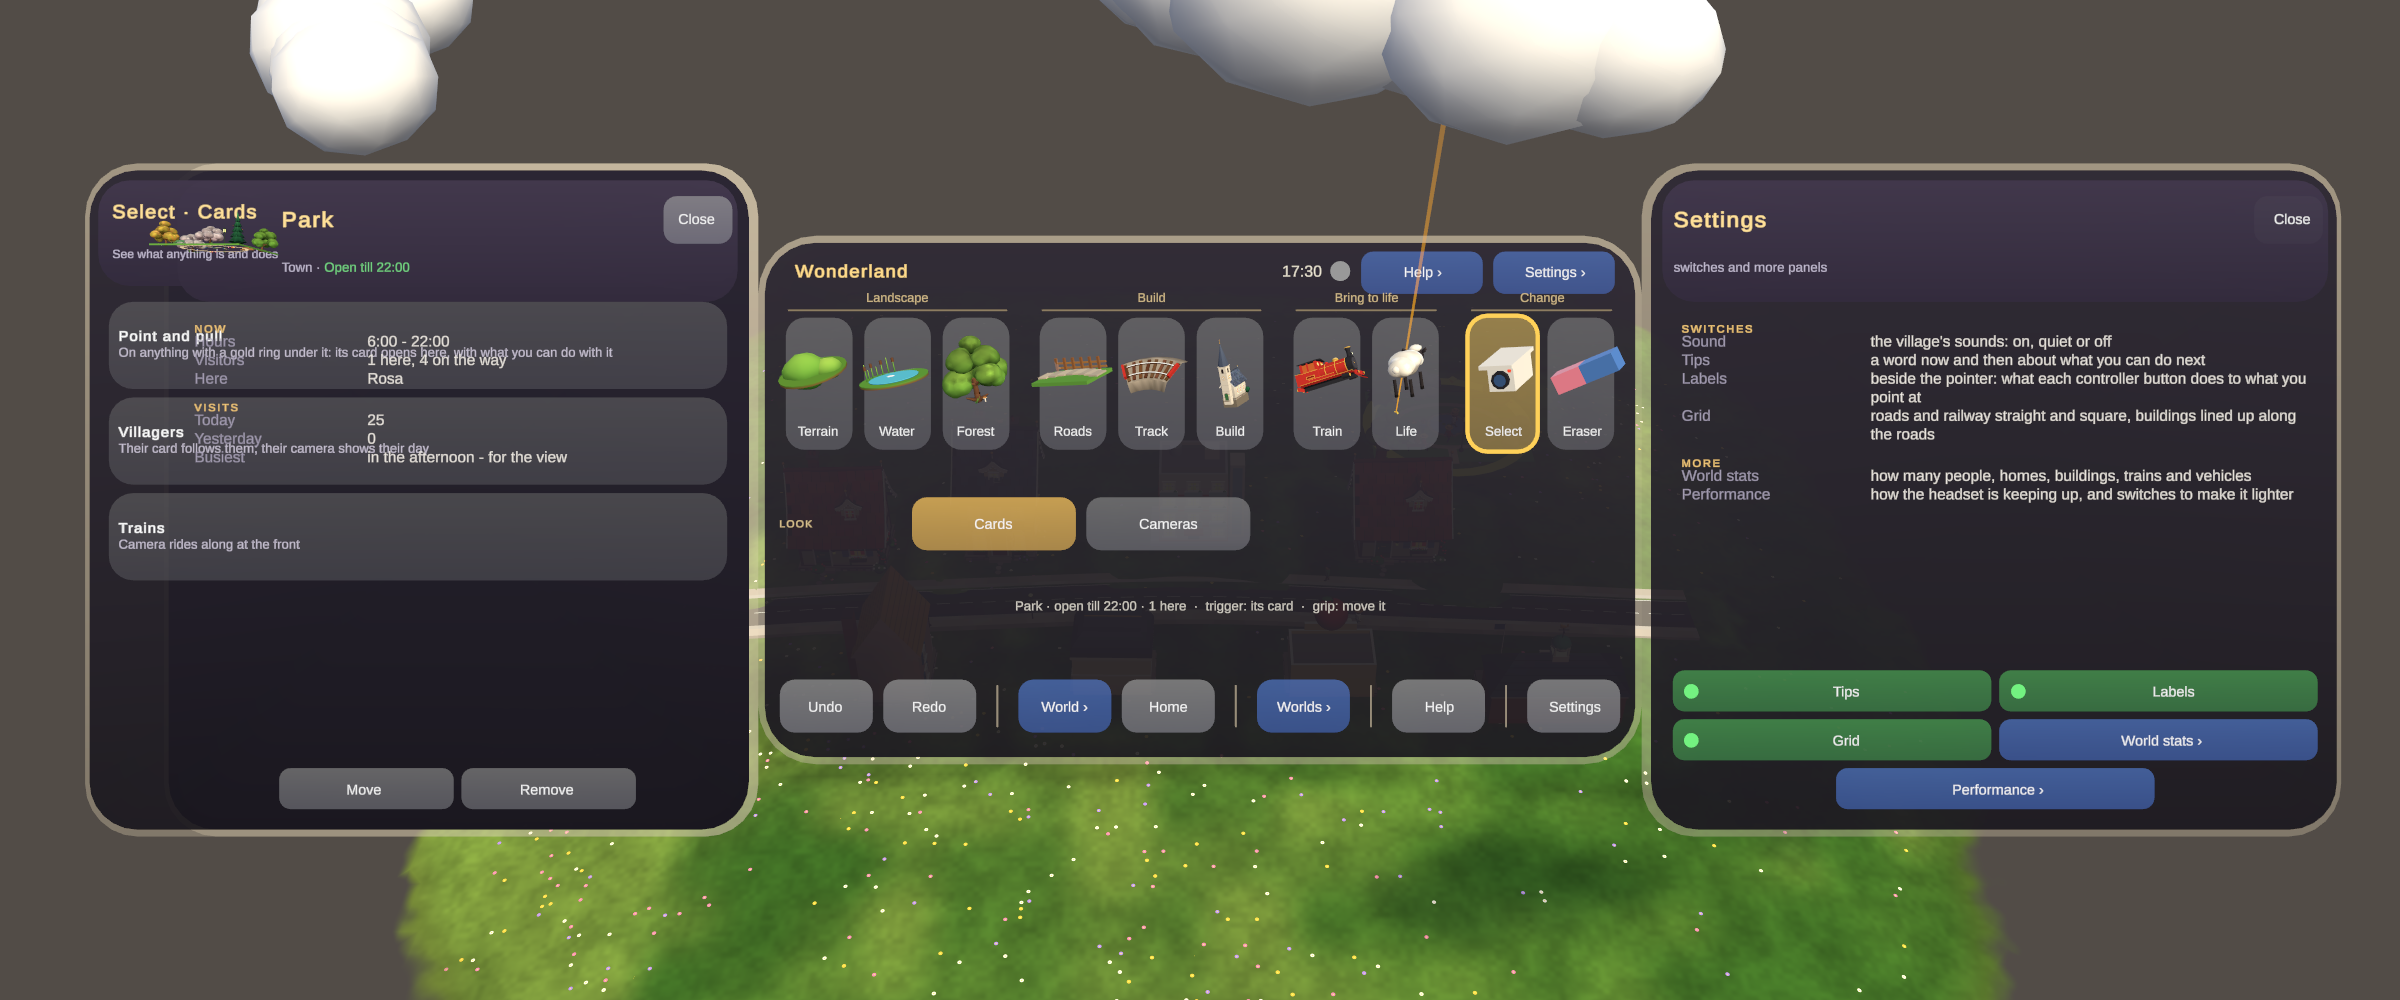 Select · Cards
Park
Close
See what anything is and does
Town · Open till 22:00
Point and pull
On anything with a gold ring under it: its card opens here, with what you can do with it
NOW
Hours 6:00 - 22:00
Visitors 1 here, 4 on the way
Here Rosa
VISITS
Today 25
Yesterday 0
Busiest in the afternoon - for the view
Villagers
Their card follows them; their camera shows their day
Trains
Camera rides along at the front
Move
Remove
Wonderland
17:30
Help ›
Settings ›
Landscape
Build
Bring to life
Change
Terrain
Water
Forest
Roads
Track
Build
Train
Life
Select
Eraser
LOOK
Cards
Cameras
Park · open till 22:00 · 1 here · trigger: its card · grip: move it
Undo
Redo
World ›
Home
Worlds ›
Help
Settings
Settings
Close
switches and more panels
SWITCHES
Sound the village's sounds: on, quiet or off
Tips a word now and then about what you can do next
Labels beside the pointer: what each controller button does to what you
point at
Grid roads and railway straight and square, buildings lined up along
the roads
MORE
World stats how many people, homes, buildings, trains and vehicles
Performance how the headset is keeping up, and switches to make it lighter
Tips
Labels
Grid
World stats ›
Performance ›